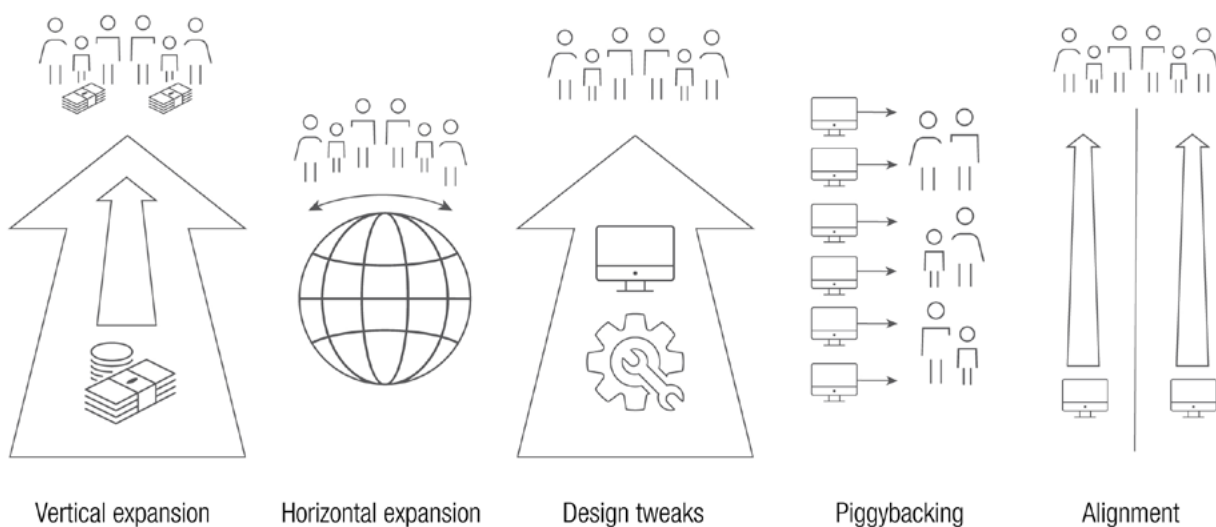 Vertical expansion
Horizontal expansion
Design tweaks
Piggybacking
Alignment